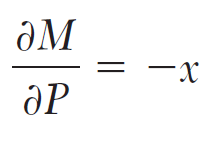 ∂M/∂P = −x